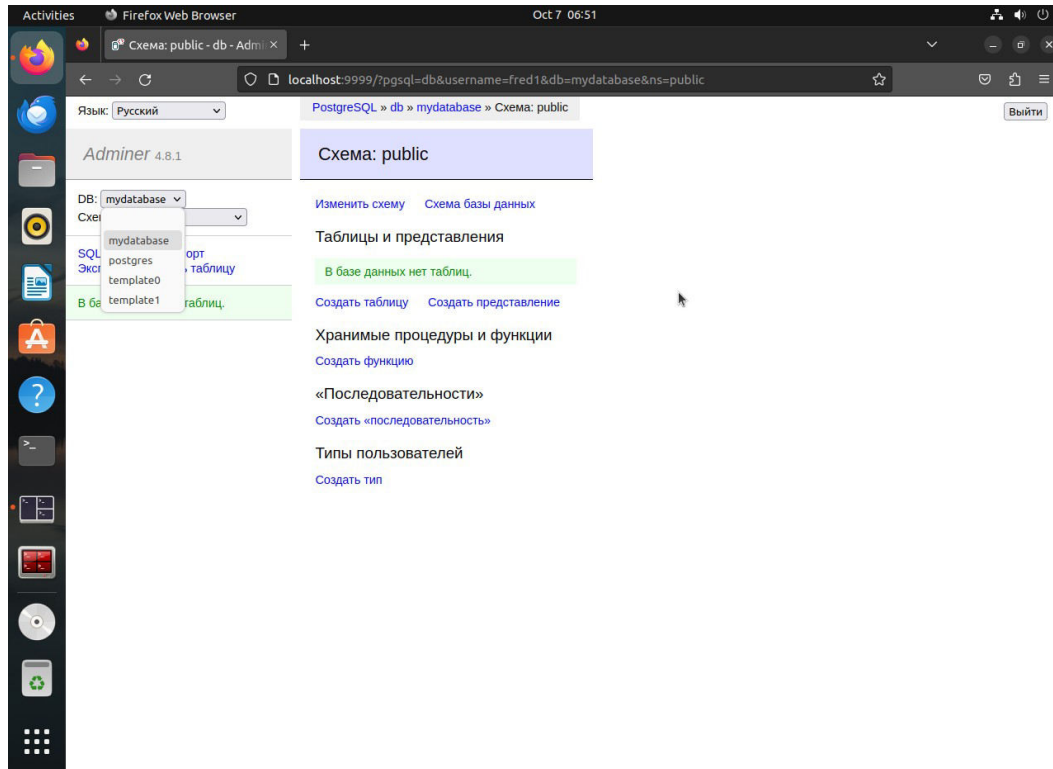 Activities Firefox Web Browser Oct 7 06:51
Схема: public - db - Admi
localhost:9999/?pgsql=db&username=fred1&db=mydatabase&ns=public
Язык: Русский PostgreSQL » db » mydatabase » Схема: public Выйти
Adminer 4.8.1 Схема: public
DB: mydatabase
Схе
mydatabase
postgres
template0
template1
SQL орт
Эксп ь таблицу
В ба таблиц.
Изменить схему Схема базы данных
Таблицы и представления
В базе данных нет таблиц.
Создать таблицу Создать представление
Хранимые процедуры и функции
Создать функцию
«Последовательности»
Создать «последовательность»
Типы пользователей
Создать тип